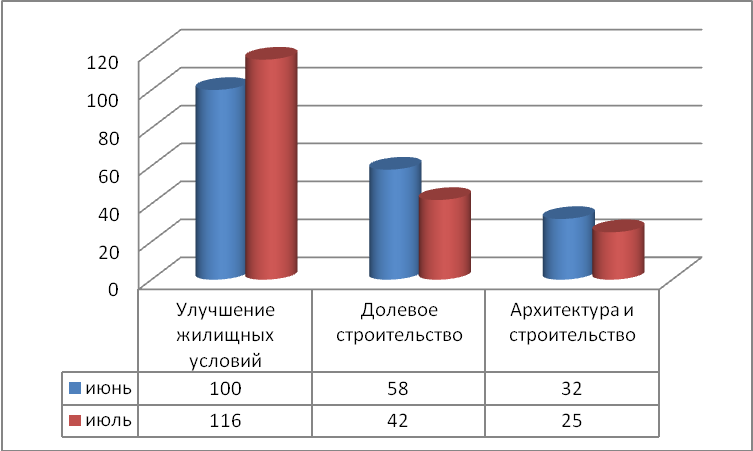 120
100
80
60
40
20
0
Улучшение жилищных условий
Долевое строительство
Архитектура и строительство
июнь 100 58 32
июль 116 42 25